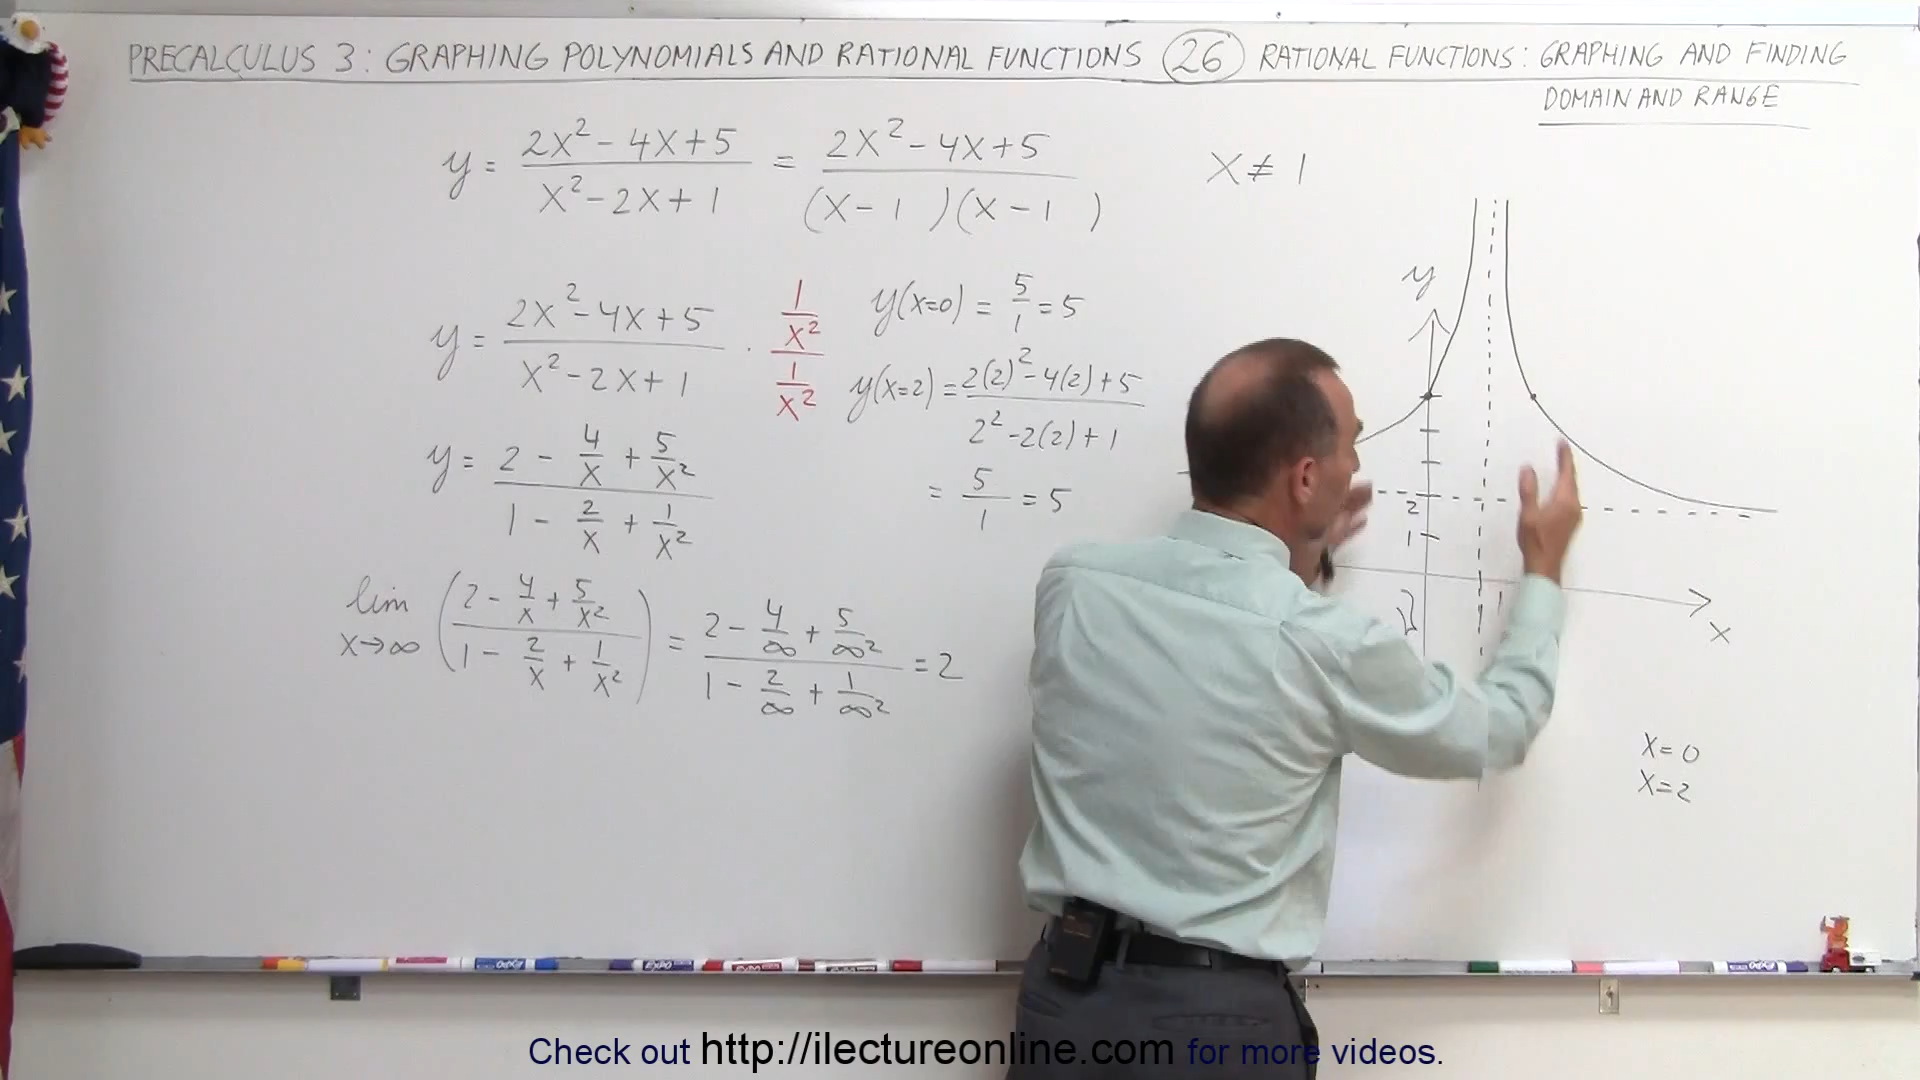 PRECALCULUS 3: GRAPHING POLYNOMIALS AND RATIONAL FUNCTIONS (26) RATIONAL FUNCTIONS: GRAPHING AND FINDING
DOMAIN AND RANGE
y = (2x² - 4x + 5)/(x² - 2x + 1) = (2x² - 4x + 5)/((x - 1)(x - 1))
x ≠ 1
y = (2x² - 4x + 5)/(x² - 2x + 1) · (1/x²)/(1/x²)
y = (2 - 4/x + 5/x²)/(1 - 2/x + 1/x²)
lim x→∞ ((2 - 4/x + 5/x²)/(1 - 2/x + 1/x²)) = (2 - 4/∞ + 5/∞²)/(1 - 2/∞ + 1/∞²) = 2
y(x=0) = 5/1 = 5
y(x=2) = (2(2)² - 4(2) + 5)/(2² - 2(2) + 1)
= 5/1 = 5
y
2
1
1
x
x = 0
x = 2
EXPO
EXPO
EXPO
Check out http://ilectureonline.com for more videos.